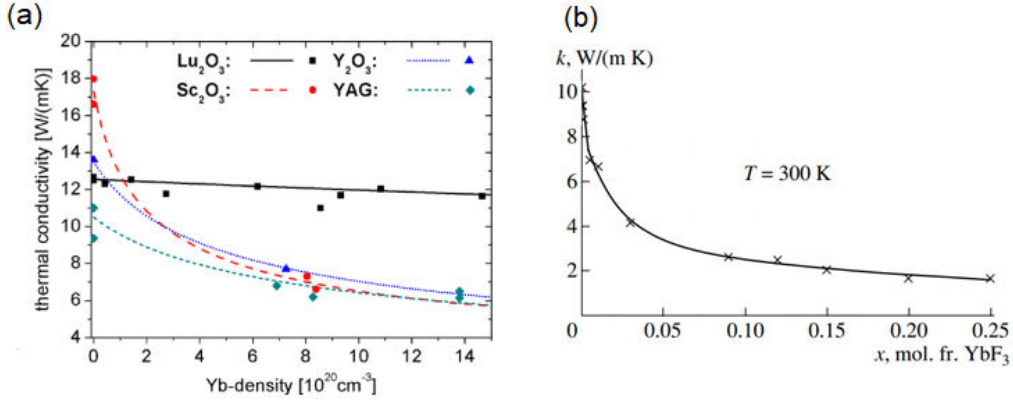 (a)
thermal conductivity [W/(mK)]
20
18
16
14
12
10
8
6
4
Lu₂O₃: Y₂O₃:
Sc₂O₃: YAG:
0 2 4 6 8 10 12 14
Yb-density [10²⁰cm⁻³]
(b)
k, W/(m K)
10
8
6
4
2
T = 300 K
0 0.05 0.10 0.15 0.20 0.25
x, mol. fr. YbF₃